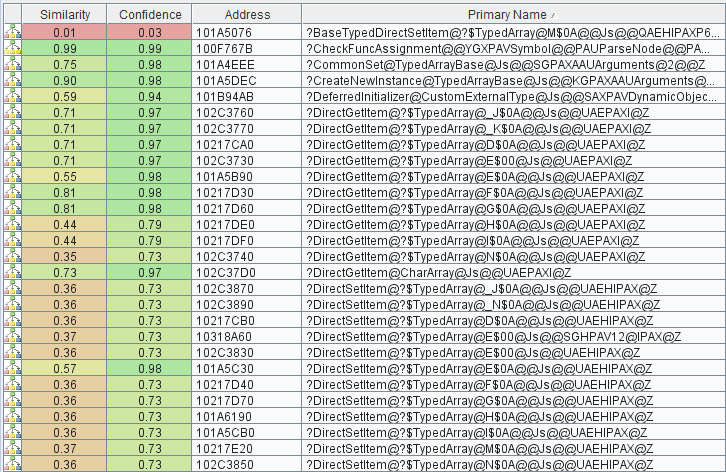 Similarity Confidence Address Primary Name
0.01 0.03 101A5076 ?BaseTypedDirectSetItem@?$TypedArray@M$0A@@Js@@QAEHIPAXP6...
0.99 0.99 100F767B ?CheckFuncAssignment@@YGXPAVSymbol@@PAUParseNode@@PA...
0.75 0.98 101A4EEE ?CommonSet@TypedArrayBase@Js@@SGPAXAAUArguments@2@@Z
0.90 0.98 101A5DEC ?CreateNewInstance@TypedArrayBase@Js@@KGPAXAAUArguments@...
0.59 0.94 101B94AB ?DeferredInitializer@CustomExternalType@Js@@SAXPAVDynamicObjec...
0.71 0.97 102C3760 ?DirectGetItem@?$TypedArray@_J$0A@@Js@@UAEPAXI@Z
0.71 0.97 102C3770 ?DirectGetItem@?$TypedArray@_K$0A@@Js@@UAEPAXI@Z
0.71 0.97 10217CA0 ?DirectGetItem@?$TypedArray@D$0A@@Js@@UAEPAXI@Z
0.71 0.97 102C3730 ?DirectGetItem@?$TypedArray@E$00@Js@@UAEPAXI@Z
0.55 0.98 101A5B90 ?DirectGetItem@?$TypedArray@E$0A@@Js@@UAEPAXI@Z
0.81 0.98 10217D30 ?DirectGetItem@?$TypedArray@F$0A@@Js@@UAEPAXI@Z
0.81 0.98 10217D60 ?DirectGetItem@?$TypedArray@G$0A@@Js@@UAEPAXI@Z
0.44 0.79 10217DE0 ?DirectGetItem@?$TypedArray@H$0A@@Js@@UAEPAXI@Z
0.44 0.79 10217DF0 ?DirectGetItem@?$TypedArray@I$0A@@Js@@UAEPAXI@Z
0.35 0.73 102C3740 ?DirectGetItem@?$TypedArray@N$0A@@Js@@UAEPAXI@Z
0.73 0.97 102C37D0 ?DirectGetItem@CharArray@Js@@UAEPAXI@Z
0.36 0.73 102C3870 ?DirectSetItem@?$TypedArray@_J$0A@@Js@@UAEHIPAX@Z
0.36 0.73 102C3890 ?DirectSetItem@?$TypedArray@_N$0A@@Js@@UAEHIPAX@Z
0.36 0.73 10217CB0 ?DirectSetItem@?$TypedArray@D$0A@@Js@@UAEHIPAX@Z
0.37 0.73 10318A60 ?DirectSetItem@?$TypedArray@E$00@Js@@SGHPAV12@IPAX@Z
0.36 0.73 102C3830 ?DirectSetItem@?$TypedArray@E$00@Js@@UAEHIPAX@Z
0.57 0.98 101A5C30 ?DirectSetItem@?$TypedArray@E$0A@@Js@@UAEHIPAX@Z
0.36 0.73 10217D40 ?DirectSetItem@?$TypedArray@F$0A@@Js@@UAEHIPAX@Z
0.36 0.73 10217D70 ?DirectSetItem@?$TypedArray@G$0A@@Js@@UAEHIPAX@Z
0.36 0.73 101A6190 ?DirectSetItem@?$TypedArray@H$0A@@Js@@UAEHIPAX@Z
0.36 0.73 101A5CB0 ?DirectSetItem@?$TypedArray@I$0A@@Js@@UAEHIPAX@Z
0.37 0.73 10217E20 ?DirectSetItem@?$TypedArray@M$0A@@Js@@UAEHIPAX@Z
0.36 0.73 102C3850 ?DirectSetItem@?$TypedArray@N$0A@@Js@@UAEHIPAX@Z